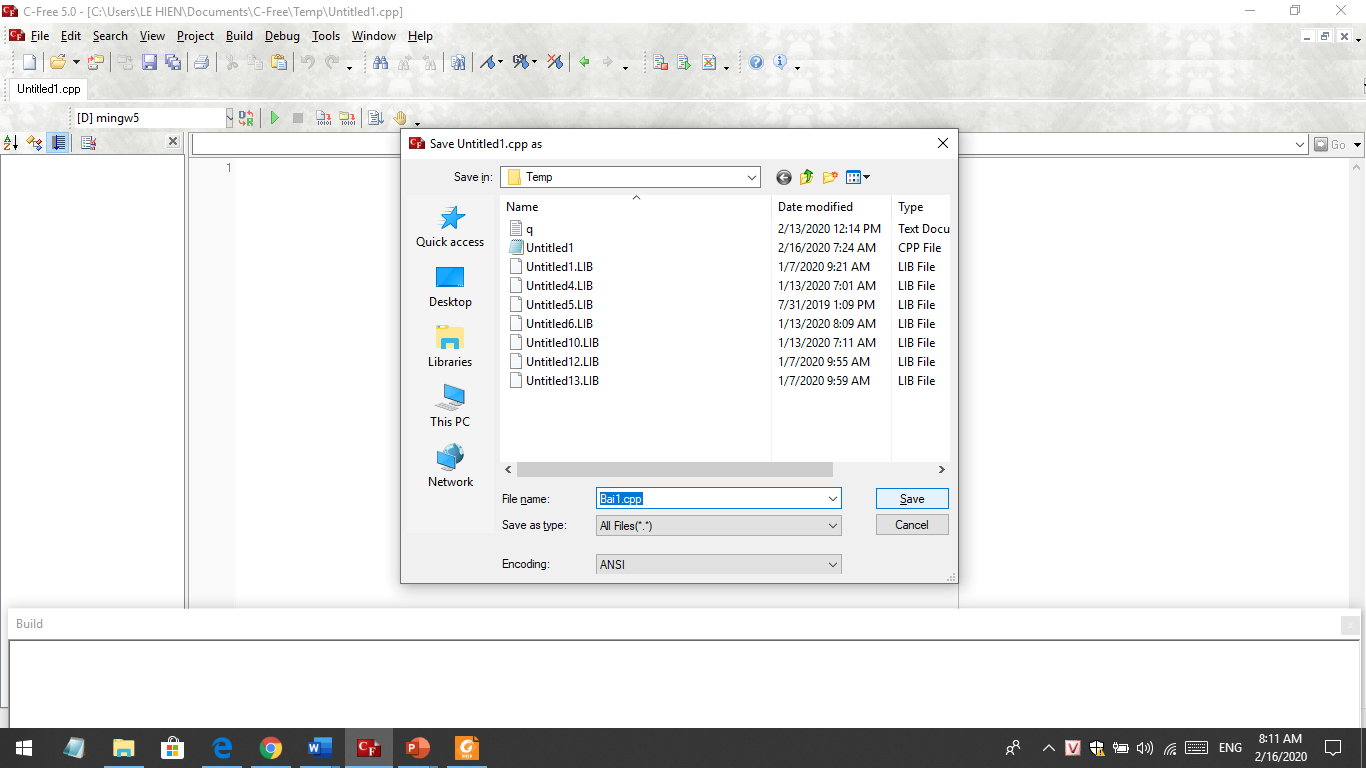 C-Free 5.0 - [C:\Users\LE HIEN\Documents\C-Free\Temp\Untitled1.cpp]
File Edit Search View Project Build Debug Tools Window Help
Untitled1.cpp
[D] mingw5
Go
1
Save Untitled1.cpp as
Save in: Temp
Quick access
Desktop
Libraries
This PC
Network
Name Date modified Type
q 2/13/2020 12:14 PM Text Docu
Untitled1 2/16/2020 7:24 AM CPP File
Untitled1.LIB 1/7/2020 9:21 AM LIB File
Untitled4.LIB 1/13/2020 7:01 AM LIB File
Untitled5.LIB 7/31/2019 1:09 PM LIB File
Untitled6.LIB 1/13/2020 8:09 AM LIB File
Untitled10.LIB 1/13/2020 7:11 AM LIB File
Untitled12.LIB 1/7/2020 9:55 AM LIB File
Untitled13.LIB 1/7/2020 9:59 AM LIB File
File name: Bai1.cpp Save
Save as type: All Files(*.*) Cancel
Encoding: ANSI
Build
ENG
8:11 AM
2/16/2020